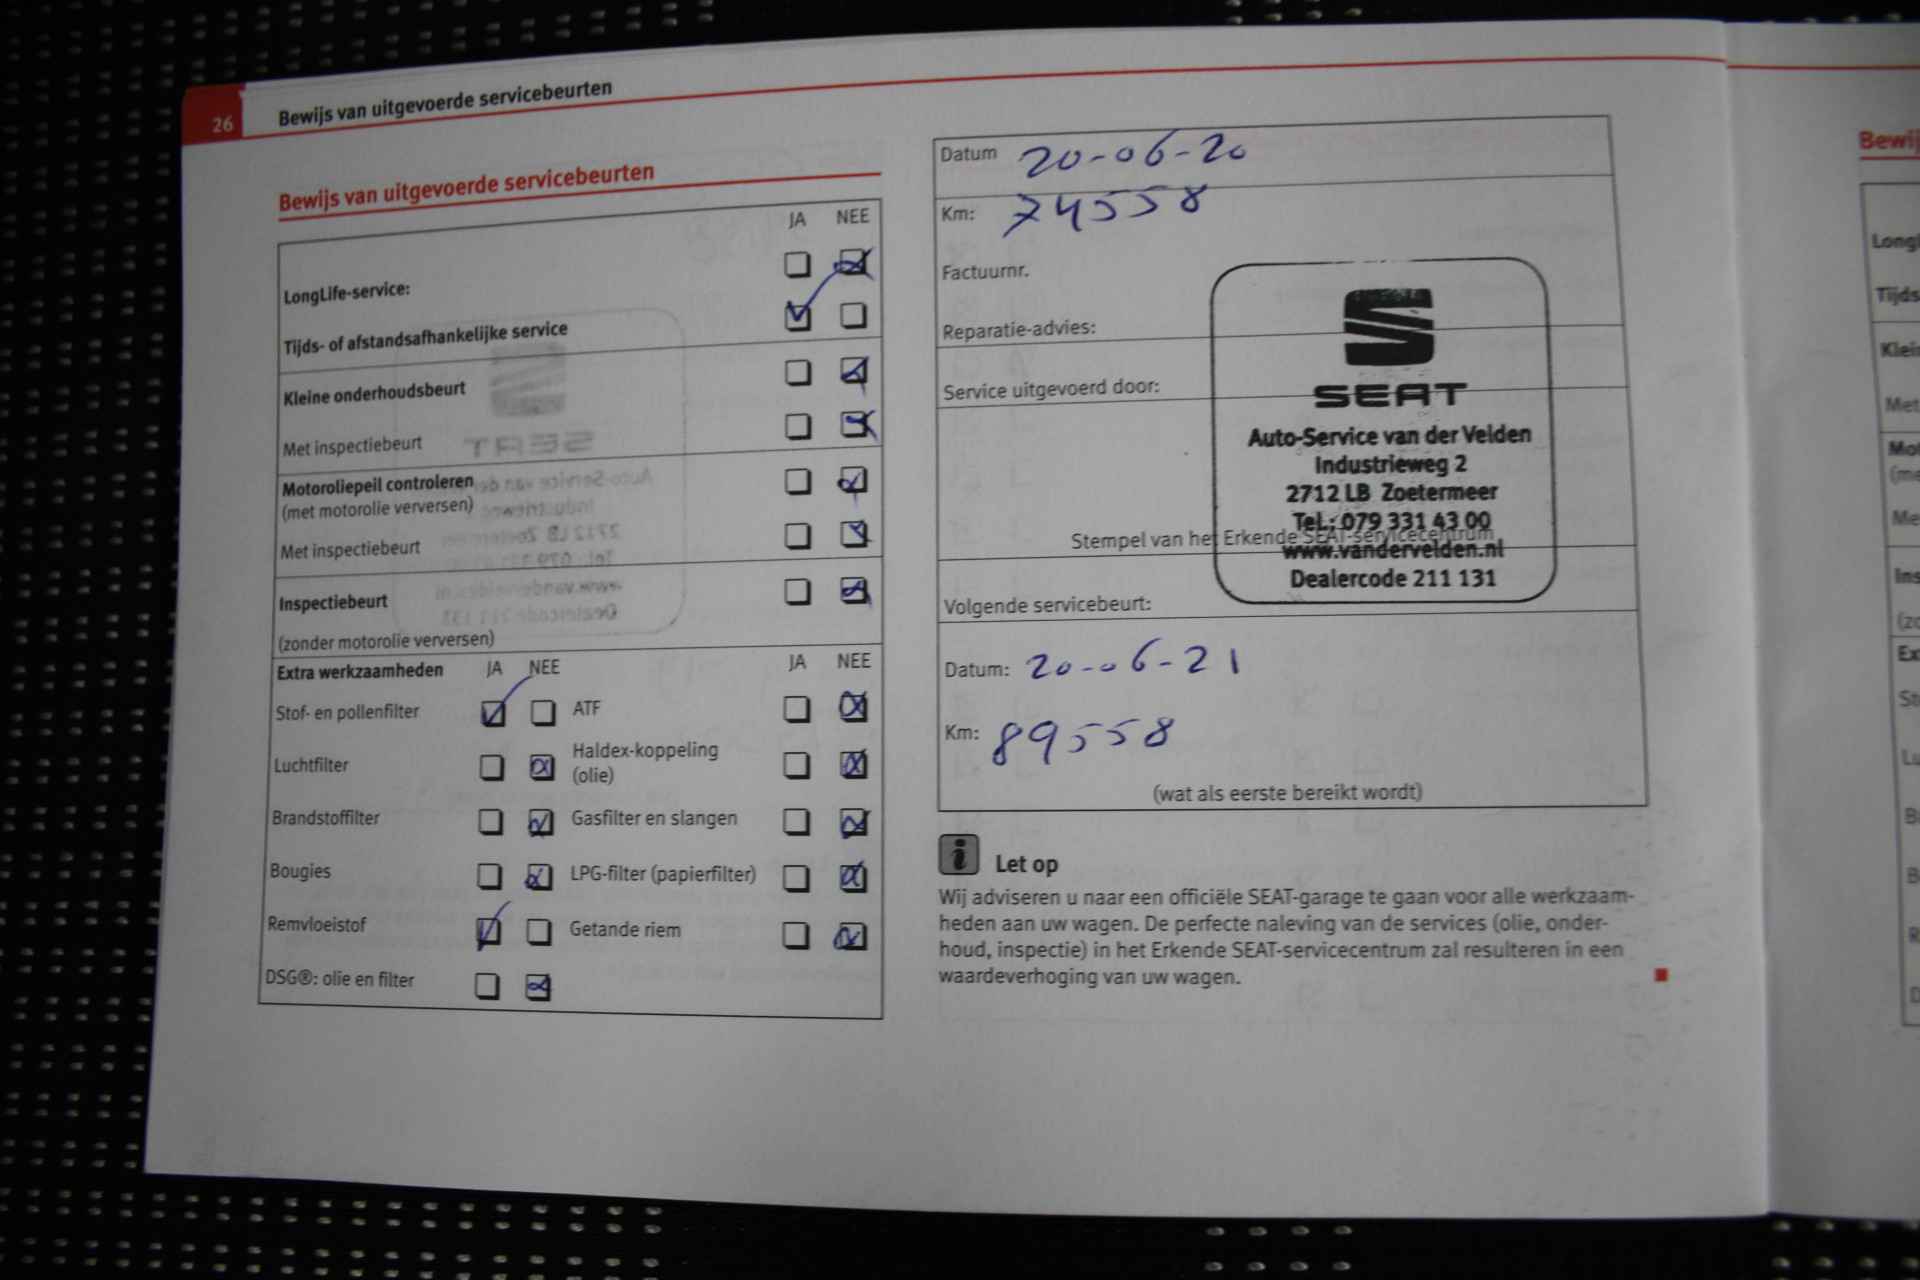 26
Bewijs van uitgevoerde servicebeurten
Bewijs van uitgevoerde servicebeurten
JA NEE
LongLife-service:
Tijds- of afstandsafhankelijke service
Kleine onderhoudsbeurt
Met inspectiebeurt
Motoroliepeil controleren
(met motorolie verversen)
Met inspectiebeurt
Inspectiebeurt
(zonder motorolie verversen)
Extra werkzaamheden JA NEE JA NEE
Stof- en pollenfilter ATF
Luchtfilter Haldex-koppeling
(olie)
Brandstoffilter Gasfilter en slangen
Bougies LPG-filter (papierfilter)
Remvloeistof Getande riem
DSG®: olie en filter
Datum 20-06-20
Km: 74558
Factuurnr.
Reparatie-advies:
Service uitgevoerd door:
SEAT
Auto-Service van der Velden
Industrieweg 2
2712 LB Zoetermeer
Tel.: 079 331 43 00
Stempel van het Erkende SEAT-servicecentrum
www.vandervelden.nl
Dealercode 211 131
Volgende servicebeurt:
Datum: 20-06-21
Km: 89558
(wat als eerste bereikt wordt)
i Let op
Wij adviseren u naar een officiële SEAT-garage te gaan voor alle werkzaam-
heden aan uw wagen. De perfecte naleving van de services (olie, onder-
houd, inspectie) in het Erkende SEAT-servicecentrum zal resulteren in een
waardeverhoging van uw wagen.